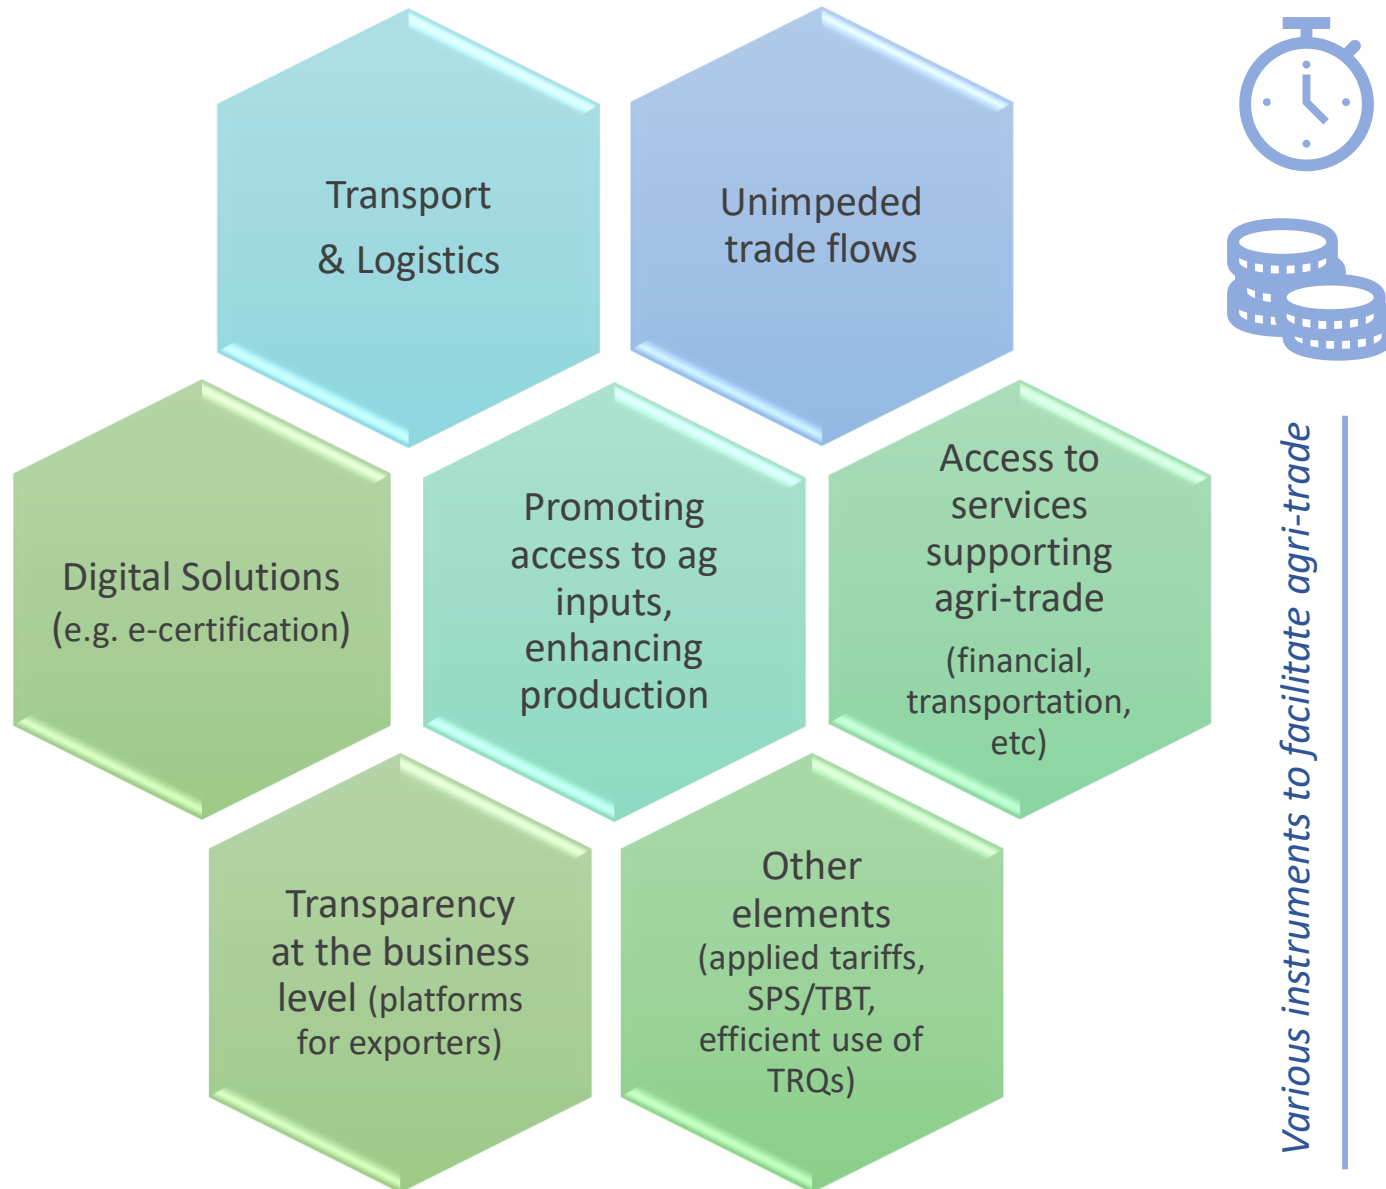 Transport
& Logistics
Unimpeded
trade flows
Digital Solutions
(e.g. e-certification)
Promoting
access to ag
inputs,
enhancing
production
Access to
services
supporting
agri-trade
(financial,
transportation,
etc)
Transparency
at the business
level (platforms
for exporters)
Other
elements
(applied tariffs,
SPS/TBT,
efficient use of
TRQs)
Various instruments to facilitate agri-trade